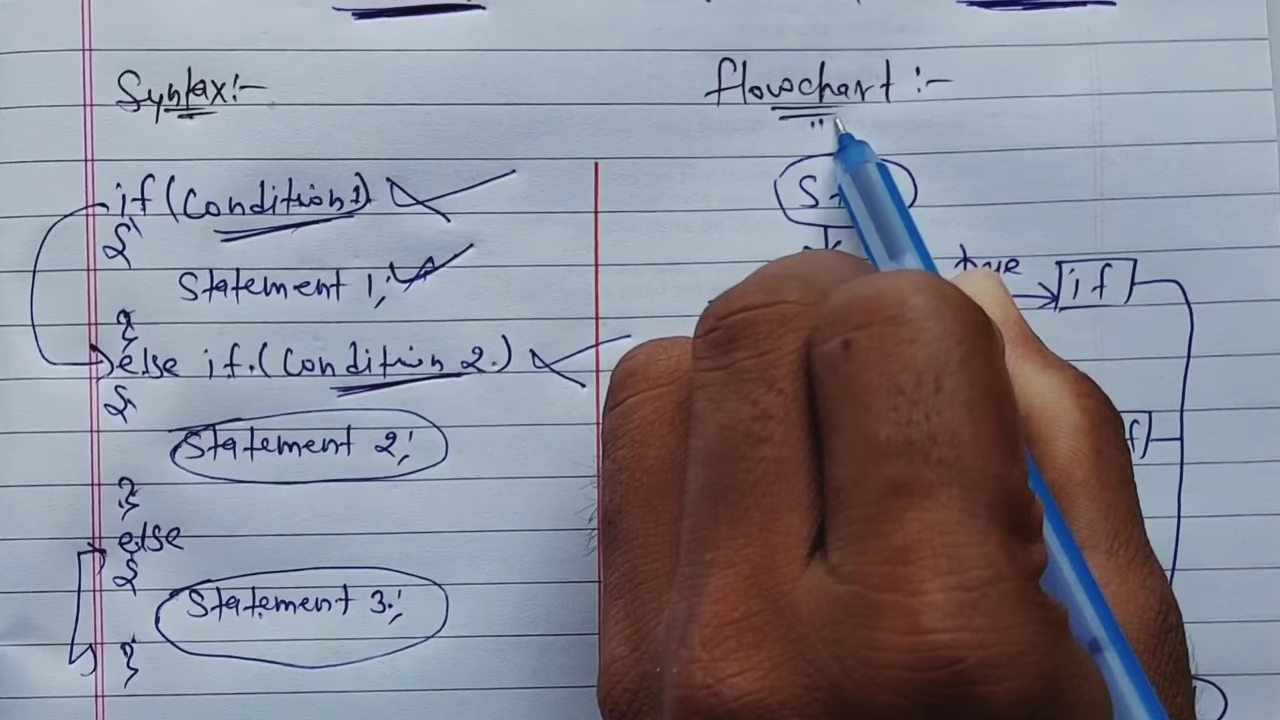 Syntax:-
if (Condition1)
{
Statement 1;
}
else if.(Condition 2.)
{
Statement 2;
}
else
{
Statement 3.;
}
flowchart :-
true
if